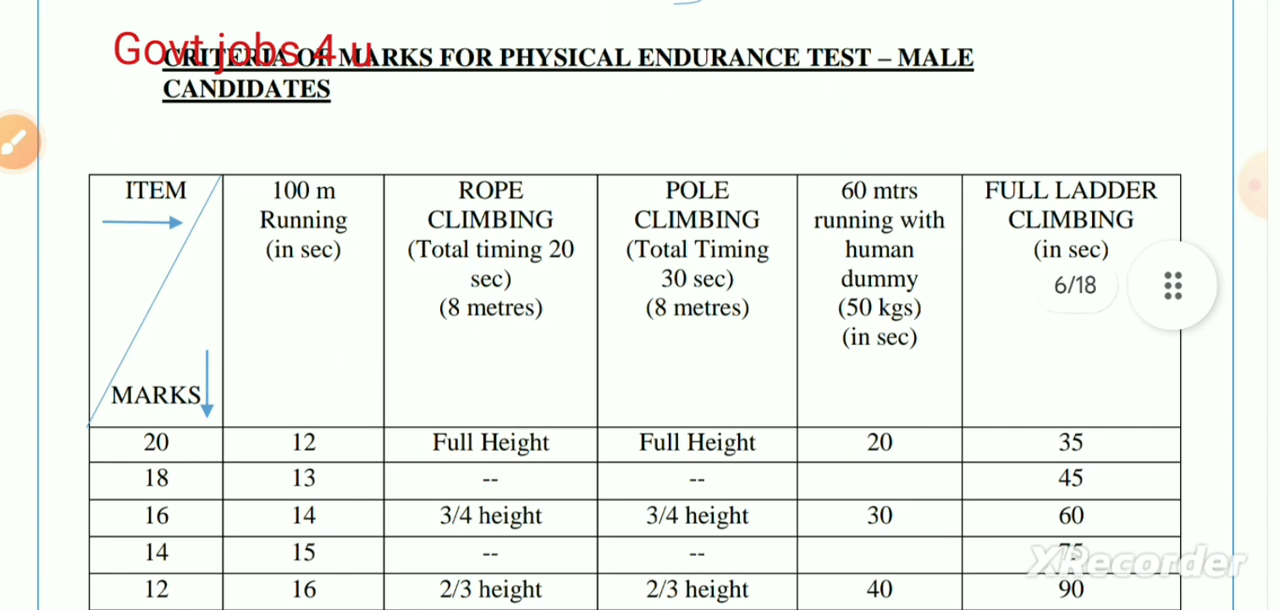 Govt jobs 4 u
CRITERIA OF MARKS FOR PHYSICAL ENDURANCE TEST – MALE
CANDIDATES
ITEM
MARKS
100 m
Running
(in sec)
ROPE
CLIMBING
(Total timing 20
sec)
(8 metres)
POLE
CLIMBING
(Total Timing
30 sec)
(8 metres)
60 mtrs
running with
human
dummy
(50 kgs)
(in sec)
FULL LADDER
CLIMBING
(in sec)
6/18
20 12 Full Height Full Height 20 35
18 13 -- -- 45
16 14 3/4 height 3/4 height 30 60
14 15 -- -- 75
12 16 2/3 height 2/3 height 40 90
XRecorder